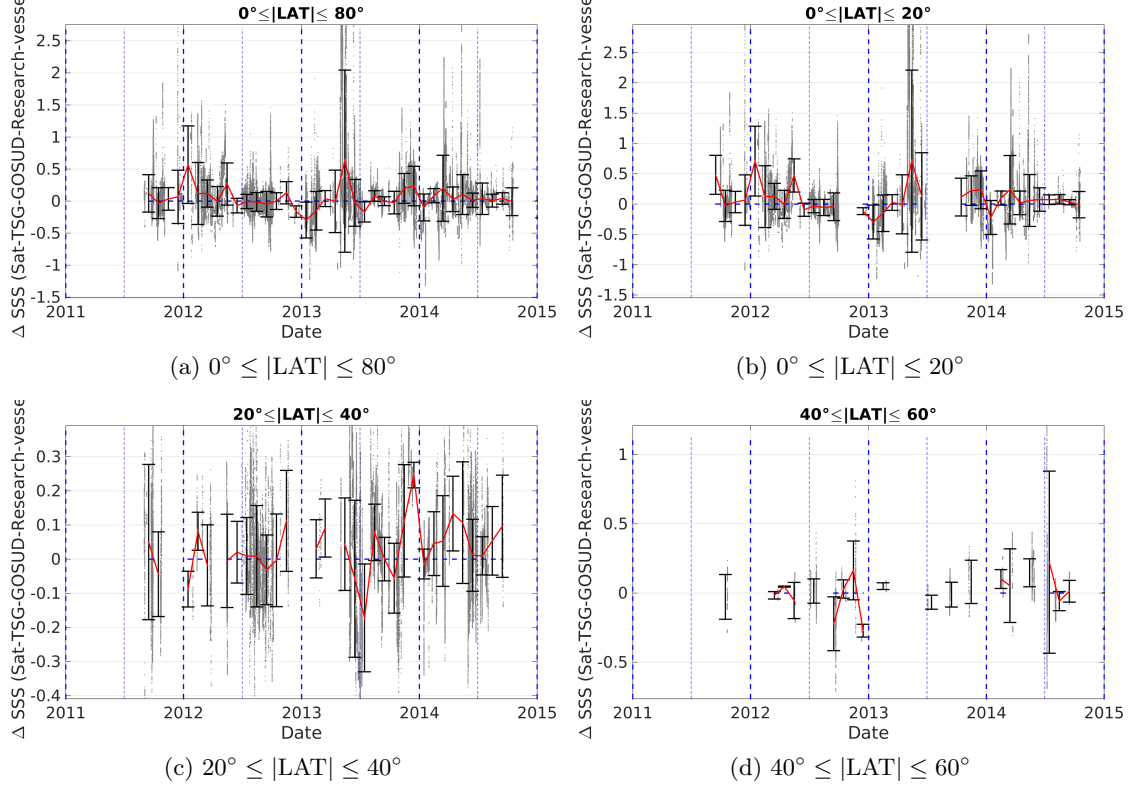 0°≤|LAT|≤ 80°
Δ SSS (Sat-TSG-GOSUD-Research-vesse
2.5
2
1.5
1
0.5
0
-0.5
-1
-1.5
2011 2012 2013 2014 2015
Date
(a) 0° ≤ |LAT| ≤ 80°
0°≤|LAT|≤ 20°
Δ SSS (Sat-TSG-GOSUD-Research-vesse
2.5
2
1.5
1
0.5
0
-0.5
-1
-1.5
2011 2012 2013 2014 2015
Date
(b) 0° ≤ |LAT| ≤ 20°
20°≤|LAT|≤ 40°
Δ SSS (Sat-TSG-GOSUD-Research-vesse
0.3
0.2
0.1
0
-0.1
-0.2
-0.3
-0.4
2011 2012 2013 2014 2015
Date
(c) 20° ≤ |LAT| ≤ 40°
40°≤|LAT|≤ 60°
Δ SSS (Sat-TSG-GOSUD-Research-vesse
1
0.5
0
-0.5
2011 2012 2013 2014 2015
Date
(d) 40° ≤ |LAT| ≤ 60°